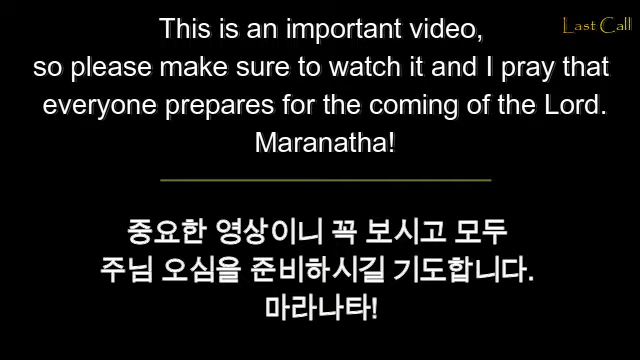 Last Call
This is an important video,
so please make sure to watch it and I pray that
everyone prepares for the coming of the Lord.
Maranatha!
중요한 영상이니 꼭 보시고 모두
주님 오심을 준비하시길 기도합니다.
마라나타!